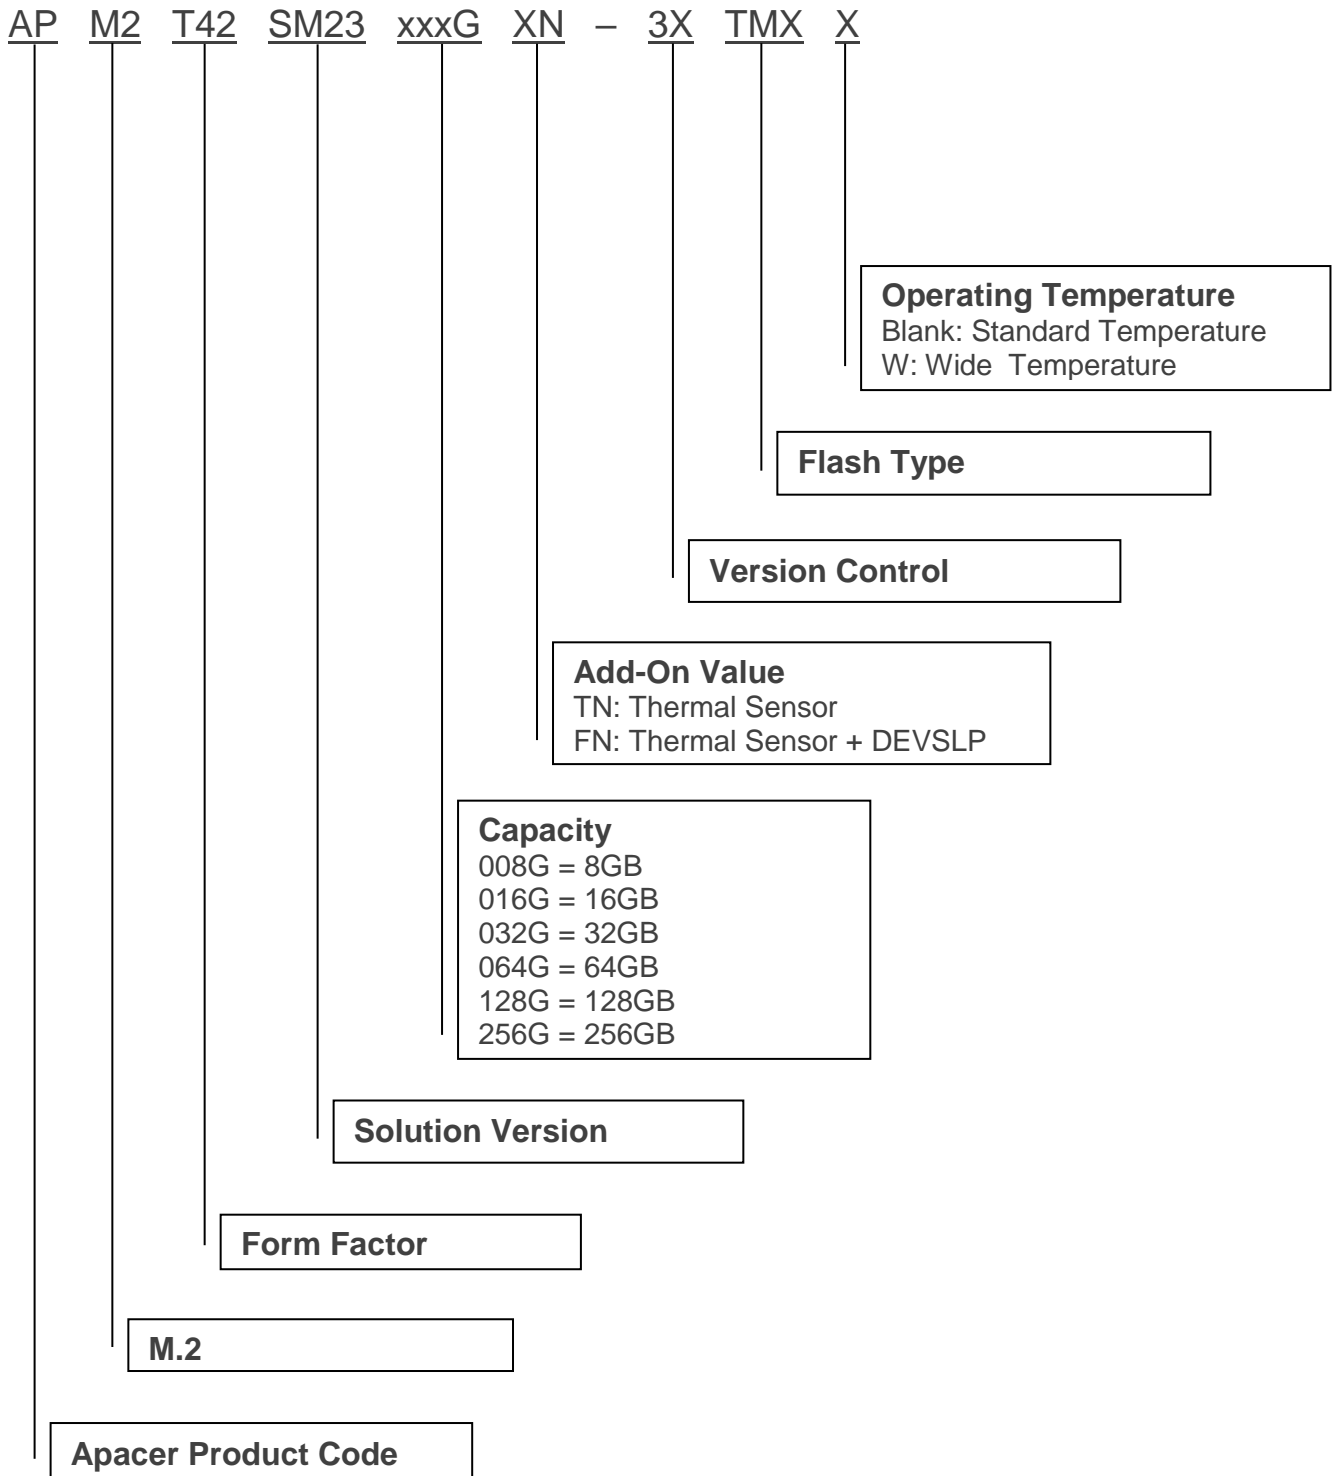 AP M2 T42 SM23 xxxG XN – 3X TMX X
Operating Temperature
Blank: Standard Temperature
W: Wide Temperature
Flash Type
Version Control
Add-On Value
TN: Thermal Sensor
FN: Thermal Sensor + DEVSLP
Capacity
008G = 8GB
016G = 16GB
032G = 32GB
064G = 64GB
128G = 128GB
256G = 256GB
Solution Version
Form Factor
M.2
Apacer Product Code